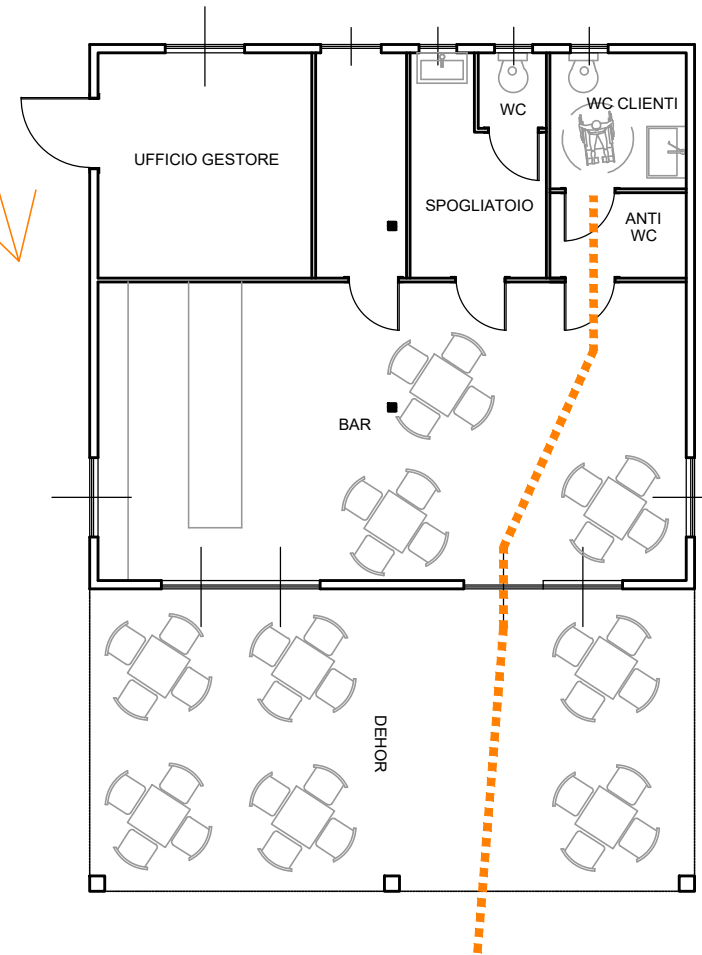 WC
WC CLIENTI
UFFICIO GESTORE
SPOGLIATOIO
ANTI
WC
BAR
DEHOR